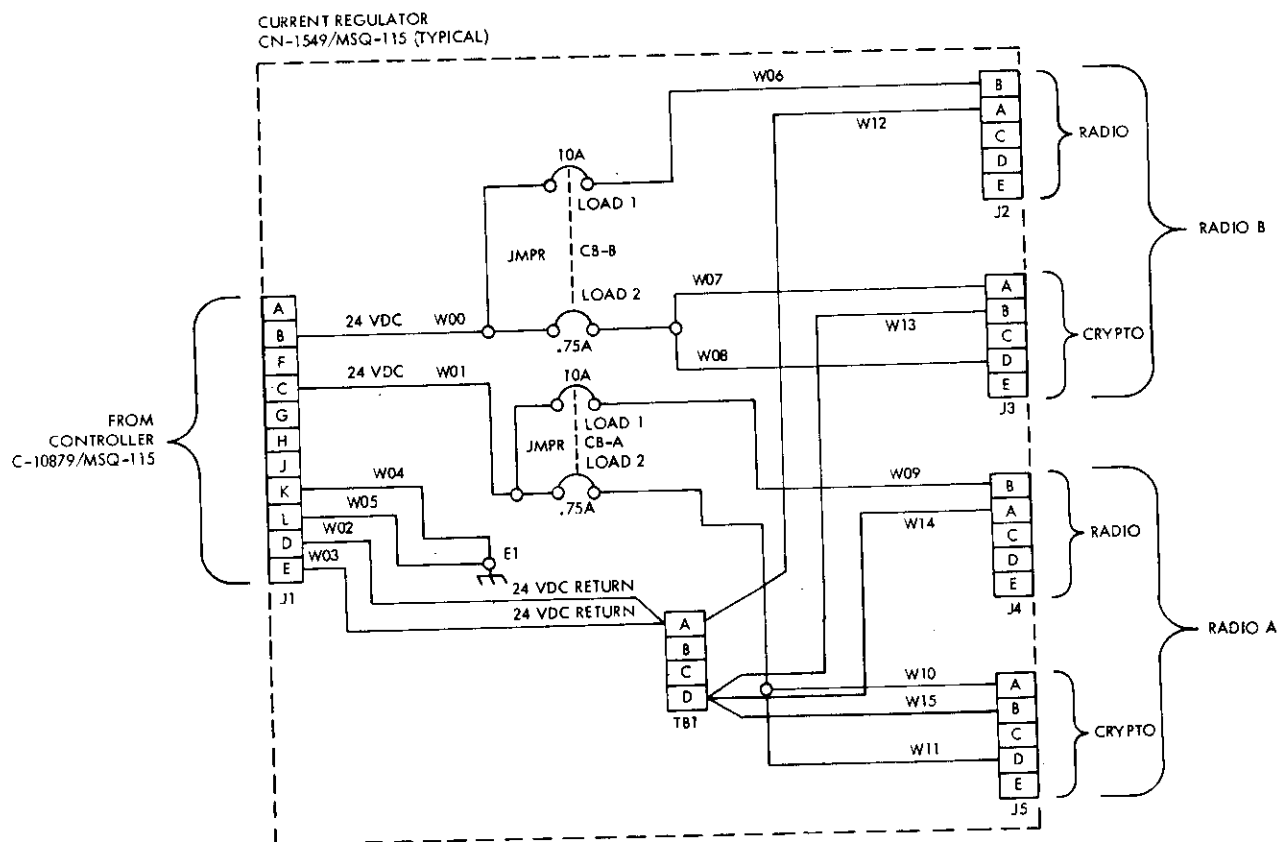 CURRENT REGULATOR
CN-1549/MSQ-115 (TYPICAL)
FROM
CONTROLLER
C-10879/MSQ-115
A
B
F
C
G
H
J
K
L
D
E
J1
24 VDC W00
24 VDC W01
W04
W05
W02
W03
E1
24 VDC RETURN
24 VDC RETURN
10A
LOAD 1
JMPR
CB-B
LOAD 2
.75A
10A
LOAD 1
JMPR
CB-A
LOAD 2
.75A
A
B
C
D
TB1
W06
W12
W07
W13
W08
W09
W14
W10
W15
W11
B
A
C
D
E
J2
RADIO
A
B
C
D
E
J3
CRYPTO
RADIO B
B
A
C
D
E
J4
RADIO
A
B
C
D
E
J5
CRYPTO
RADIO A